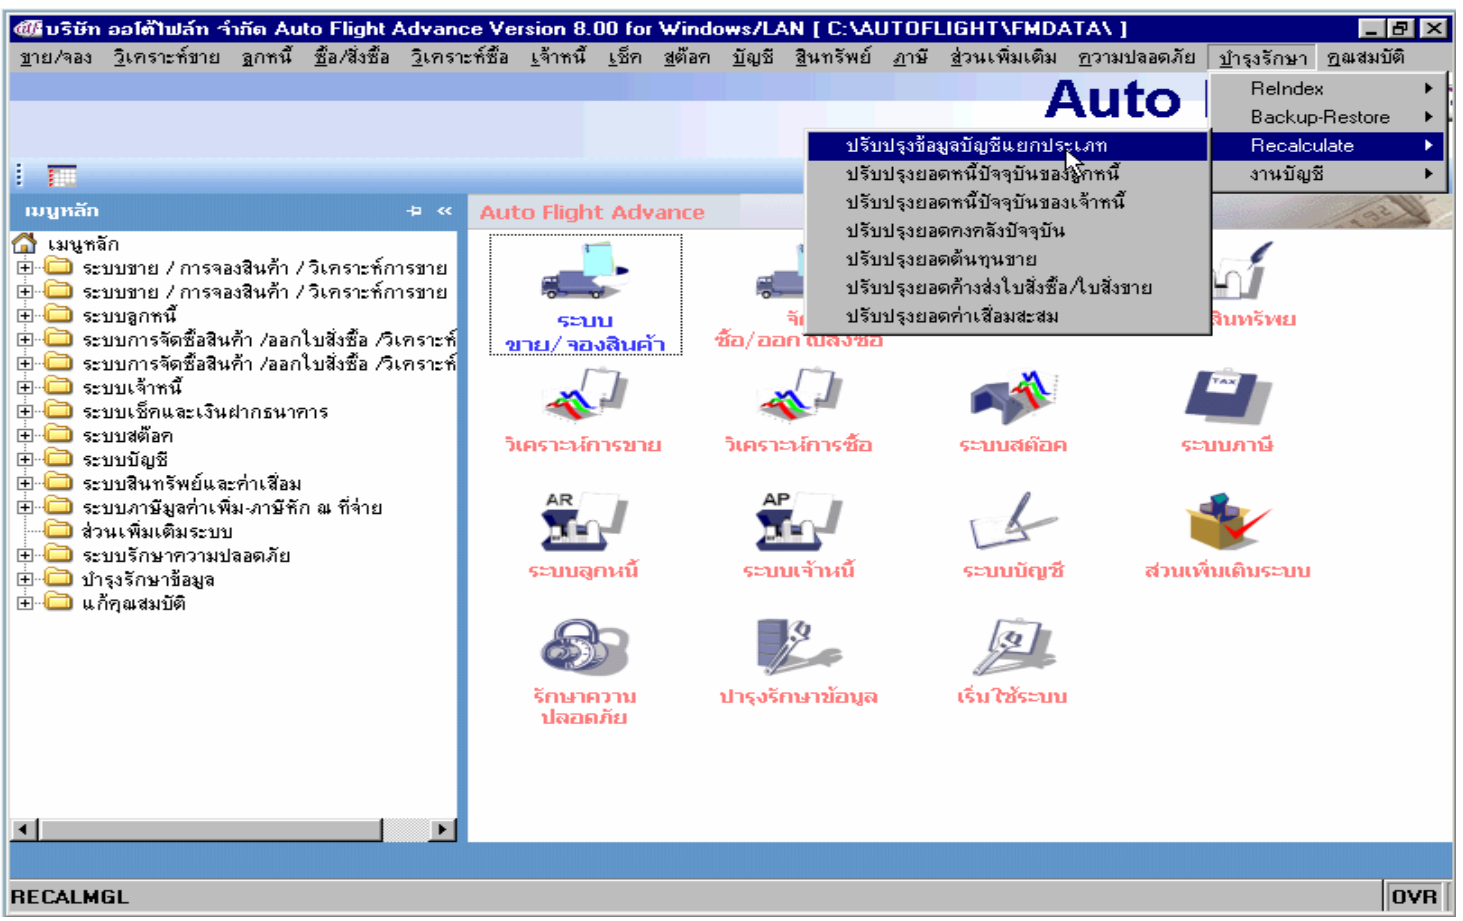 บริษัท ออโต้ไฟล์ท จำกัด Auto Flight Advance Version 8.00 for Windows/LAN [ C:\AUTOFLIGHT\FMDATA\ ]
ขาย/จอง วิเคราะห์ขาย ลูกหนี้ ซื้อ/สั่งซื้อ วิเคราะห์ซื้อ เจ้าหนี้ เช็ค สต๊อค บัญชี สินทรัพย์ ภาษี ส่วนเพิ่มเติม ความปลอดภัย บำรุงรักษา คุณสมบัติ
Auto
ReIndex
Backup-Restore
Recalculate
งานบัญชี
ปรับปรุงข้อมูลบัญชีแยกประเภท
ปรับปรุงยอดหนี้ปัจจุบันของลูกหนี้
ปรับปรุงยอดหนี้ปัจจุบันของเจ้าหนี้
ปรับปรุงยอดคงคลังปัจจุบัน
ปรับปรุงยอดต้นทุนขาย
ปรับปรุงยอดค้างส่งใบสั่งซื้อ/ใบสั่งขาย
ปรับปรุงยอดค่าเสื่อมสะสม
เมนูหลัก
เมนูหลัก
ระบบขาย / การจองสินค้า / วิเคราะห์การขาย
ระบบขาย / การจองสินค้า / วิเคราะห์การขาย
ระบบลูกหนี้
ระบบการจัดซื้อสินค้า /ออกใบสั่งซื้อ /วิเคราะห์
ระบบการจัดซื้อสินค้า /ออกใบสั่งซื้อ /วิเคราะห์
ระบบเจ้าหนี้
ระบบเช็คและเงินฝากธนาคาร
ระบบสต๊อค
ระบบบัญชี
ระบบสินทรัพย์และค่าเสื่อม
ระบบภาษีมูลค่าเพิ่ม-ภาษีหัก ณ ที่จ่าย
ส่วนเพิ่มเติมระบบ
ระบบรักษาความปลอดภัย
บำรุงรักษาข้อมูล
แก้คุณสมบัติ
Auto Flight Advance
ระบบ
ขาย/จองสินค้า
ซื้อ/ออกใบสั่งซื้อ
สินทรัพย
วิเคราะห์การขาย
วิเคราะห์การซื้อ
ระบบสต๊อค
TAX
ระบบภาษี
AR
ระบบลูกหนี้
AP
ระบบเจ้าหนี้
ระบบบัญชี
ส่วนเพิ่มเติมระบบ
รักษาความ
ปลอดภัย
บำรุงรักษาข้อมูล
เริ่มใช้ระบบ
RECALMGL
OVR